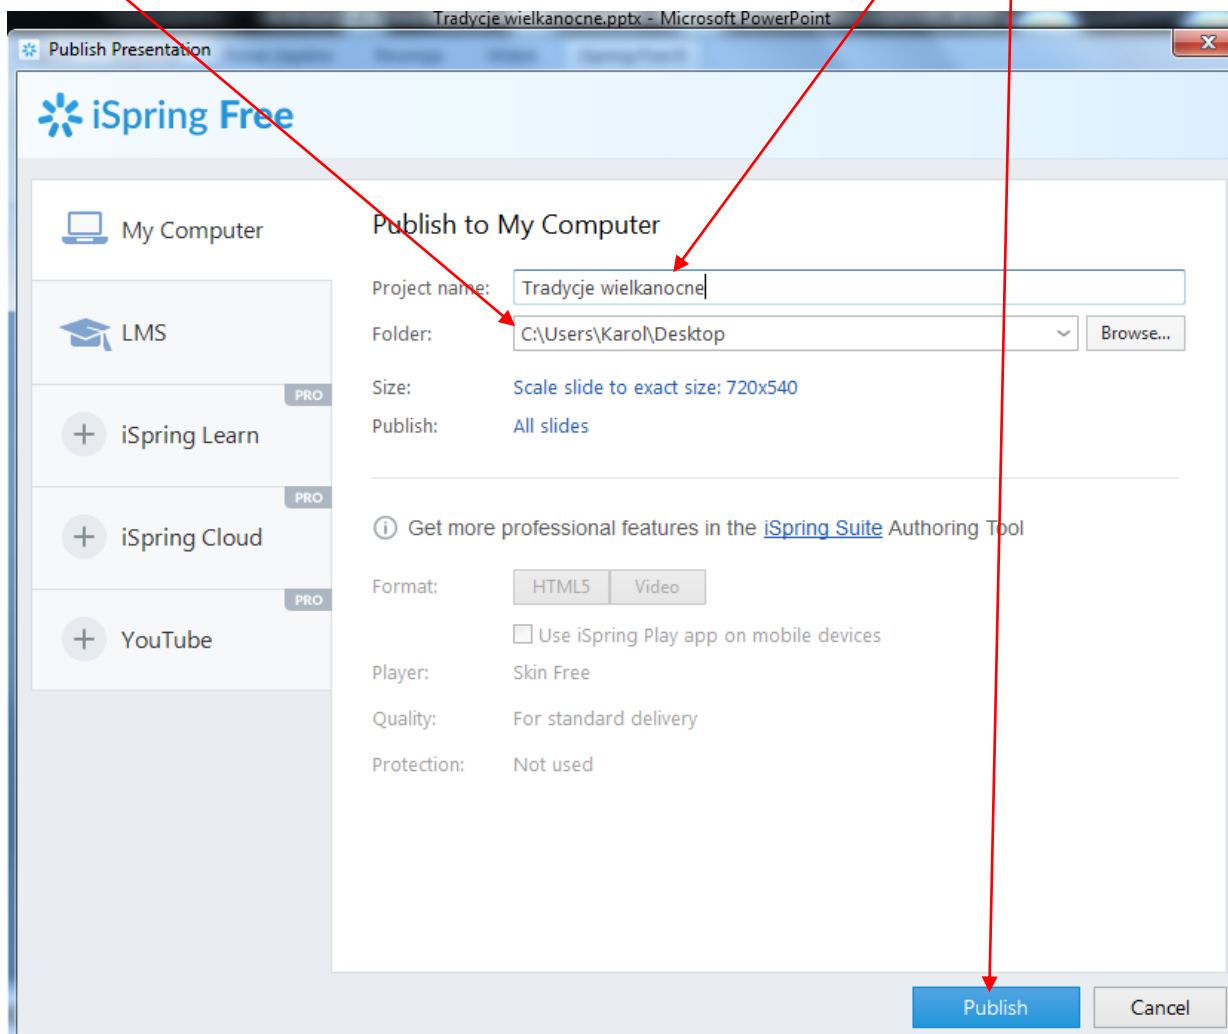 Tradycje wielkanocne.pptx - Microsoft PowerPoint
Publish Presentation
iSpring Free
My Computer
LMS
PRO
iSpring Learn
PRO
iSpring Cloud
PRO
YouTube
Publish to My Computer
Project name: Tradycje wielkanocne
Folder: C:\Users\Karol\Desktop Browse...
Size: Scale slide to exact size: 720x540
Publish: All slides
Get more professional features in the iSpring Suite Authoring Tool
Format: HTML5 Video
Use iSpring Play app on mobile devices
Player: Skin Free
Quality: For standard delivery
Protection: Not used
Publish Cancel